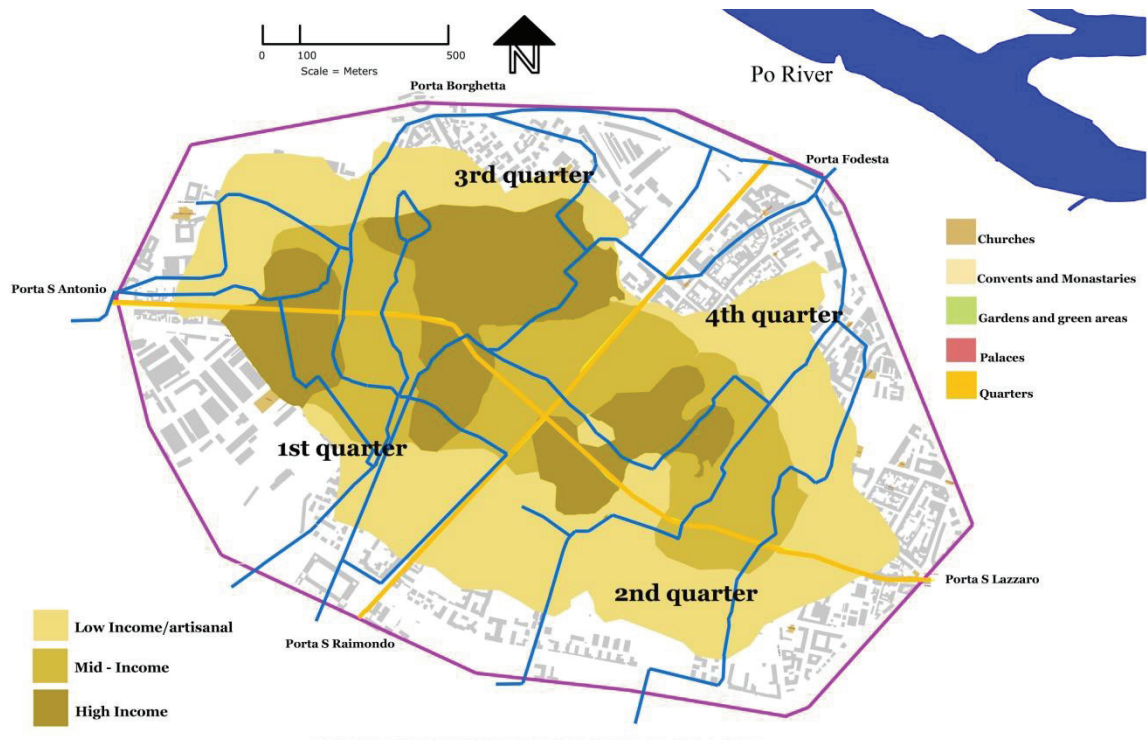 0
100
500
Scale = Meters
N
Po River
Porta Borghetta
Porta Fodesta
3rd quarter
Churches
Convents and Monastaries
Gardens and green areas
Palaces
Quarters
Porta S Antonio
4th quarter
1st quarter
Porta S Lazzaro
2nd quarter
Porta S Raimondo
Low Income/artisanal
Mid - Income
High Income